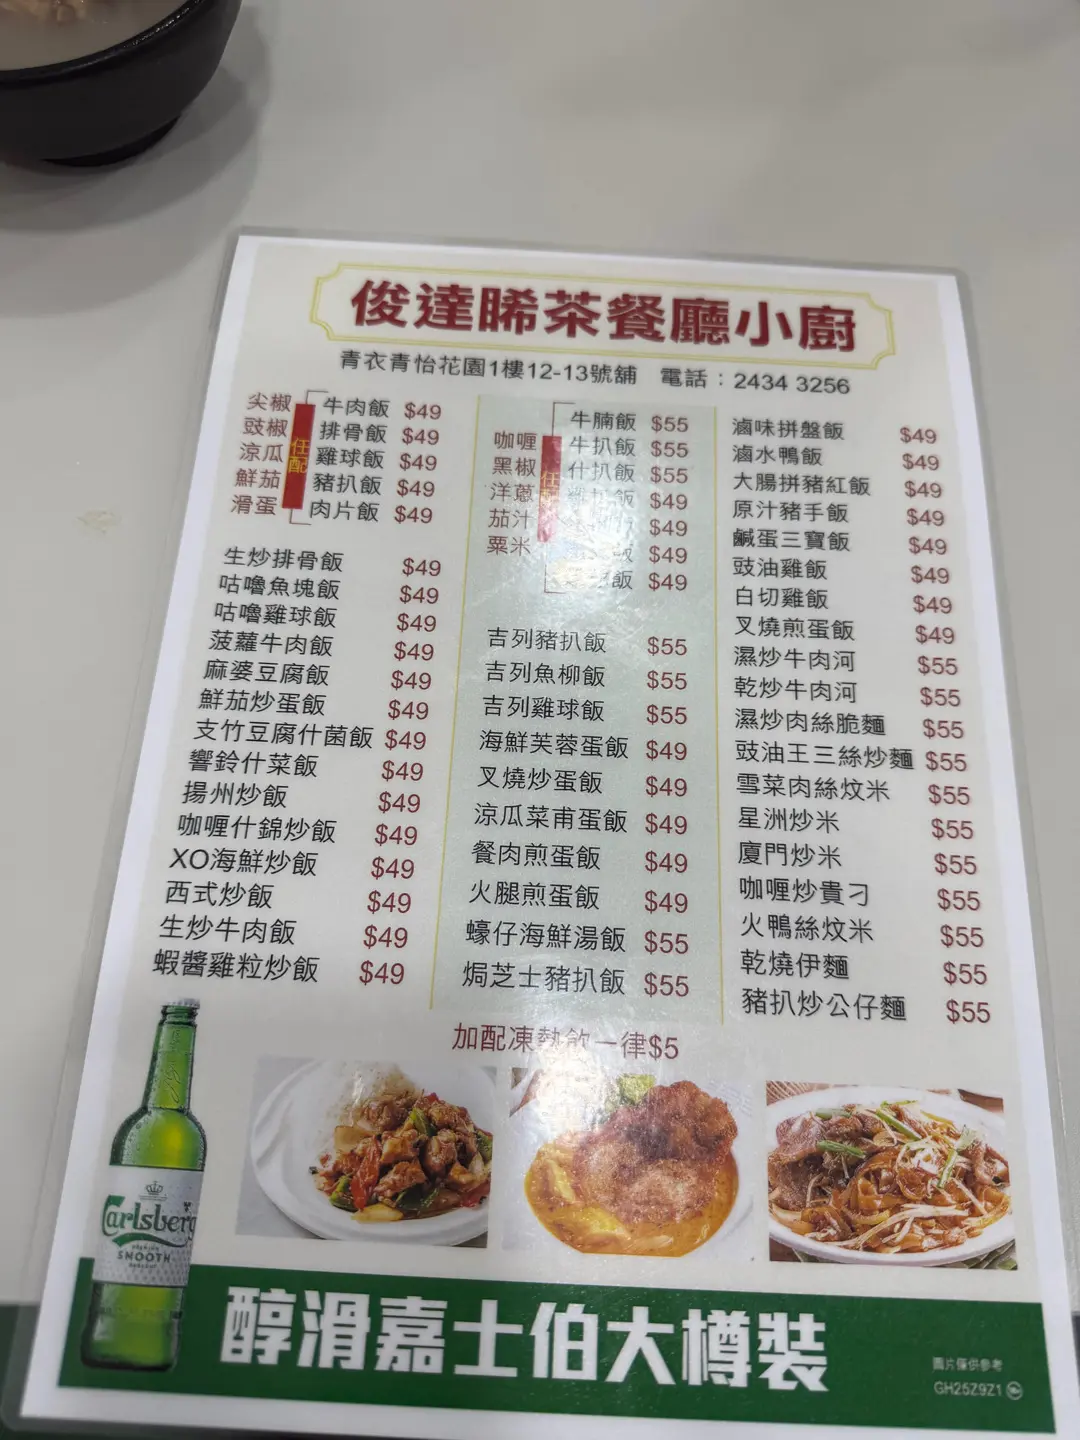 俊達晞茶餐廳小廚
青衣青怡花園1樓12-13號舖 電話：2434 3256
尖椒
豉椒
涼瓜
鮮茄
滑蛋
任配
牛肉飯 $49
排骨飯 $49
雞球飯 $49
豬扒飯 $49
肉片飯 $49
生炒排骨飯 $49
咕嚕魚塊飯 $49
咕嚕雞球飯 $49
菠蘿牛肉飯 $49
麻婆豆腐飯 $49
鮮茄炒蛋飯 $49
支竹豆腐什菌飯 $49
響鈴什菜飯 $49
揚州炒飯 $49
咖喱什錦炒飯 $49
XO海鮮炒飯 $49
西式炒飯 $49
生炒牛肉飯 $49
蝦醬雞粒炒飯 $49
咖喱
黑椒
洋蔥
茄汁
粟米
牛腩飯 $55
牛扒飯 $55
什扒飯 $55
$49
$49
$49
飯 $49
吉列豬扒飯 $55
吉列魚柳飯 $55
吉列雞球飯 $55
海鮮芙蓉蛋飯 $49
叉燒炒蛋飯 $49
涼瓜菜甫蛋飯 $49
餐肉煎蛋飯 $49
火腿煎蛋飯 $49
蠔仔海鮮湯飯 $55
焗芝士豬扒飯 $55
滷味拼盤飯 $49
滷水鴨飯 $49
大腸拼豬紅飯 $49
原汁豬手飯 $49
鹹蛋三寶飯 $49
豉油雞飯 $49
白切雞飯 $49
叉燒煎蛋飯 $49
濕炒牛肉河 $55
乾炒牛肉河 $55
濕炒肉絲脆麵 $55
豉油王三絲炒麵 $55
雪菜肉絲炆米 $55
星洲炒米 $55
廈門炒米 $55
咖喱炒貴刁 $55
火鴨絲炆米 $55
乾燒伊麵 $55
豬扒炒公仔麵 $55
加配凍熱飲一律$5
Carlsberg
SMOOTH
醇滑嘉士伯大樽裝
圖片僅供參考
GH25Z9Z1